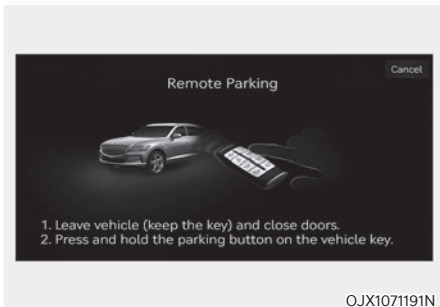 Cancel
Remote Parking
1. Leave vehicle (keep the key) and close doors.
2. Press and hold the parking button on the vehicle key.
OJX1071191N